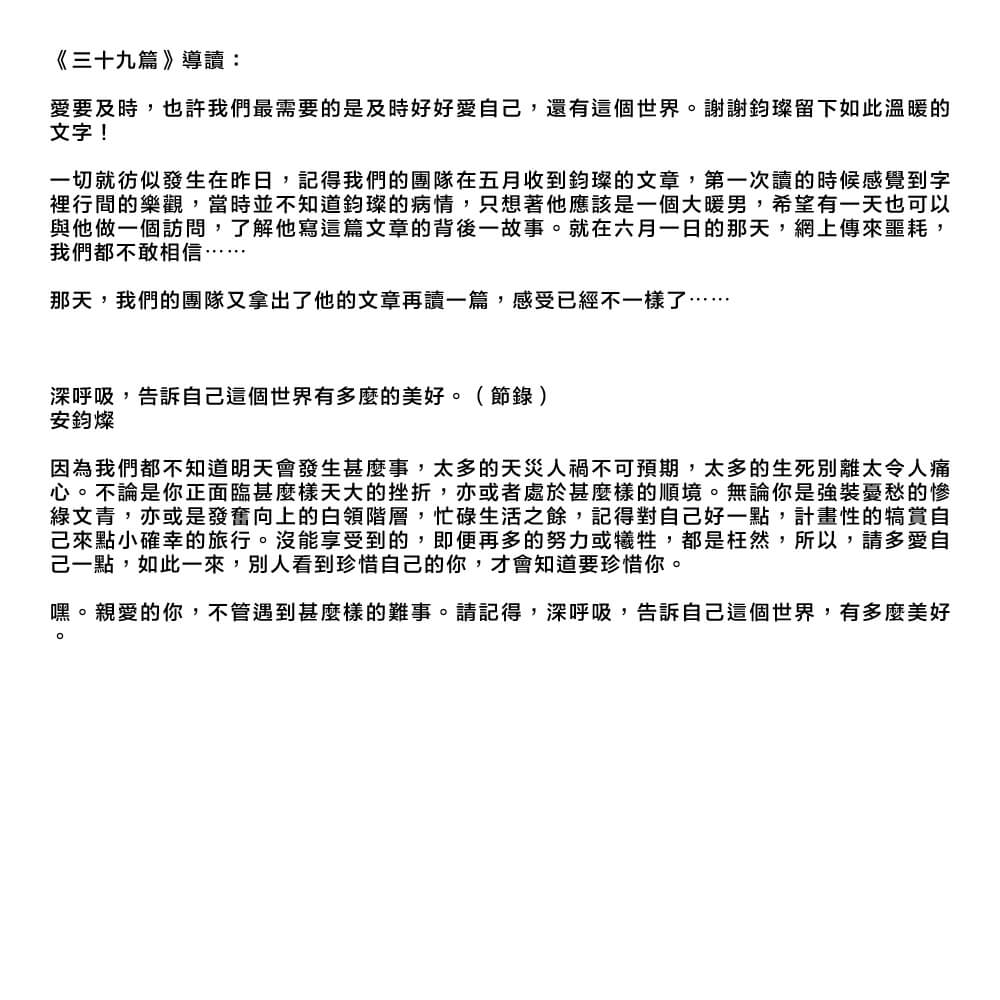 《三十九篇》導讀：
愛要及時，也許我們最需要的是及時好好愛自己，還有這個世界。謝謝鈞璨留下如此溫暖的
文字！
一切就彷似發生在昨日，記得我們的團隊在五月收到鈞璨的文章，第一次讀的時候感覺到字
裡行間的樂觀，當時並不知道鈞璨的病情，只想著他應該是一個大暖男，希望有一天也可以
與他做一個訪問，了解他寫這篇文章的背後一故事。就在六月一日的那天，網上傳來噩耗，
我們都不敢相信⋯⋯
那天，我們的團隊又拿出了他的文章再讀一篇，感受已經不一樣了⋯⋯
深呼吸，告訴自己這個世界有多麼的美好。（節錄）
安鈞燦
因為我們都不知道明天會發生甚麼事，太多的天災人禍不可預期，太多的生死別離太令人痛
心。不論是你正面臨甚麼樣天大的挫折，亦或者處於甚麼樣的順境。無論你是強裝憂愁的慘
綠文青，亦或是發奮向上的白領階層，忙碌生活之餘，記得對自己好一點，計畫性的犒賞自
己來點小確幸的旅行。沒能享受到的，即便再多的努力或犧牲，都是枉然，所以，請多愛自
己一點，如此一來，別人看到珍惜自己的你，才會知道要珍惜你。
嘿。親愛的你，不管遇到甚麼樣的難事。請記得，深呼吸，告訴自己這個世界，有多麼美好
。